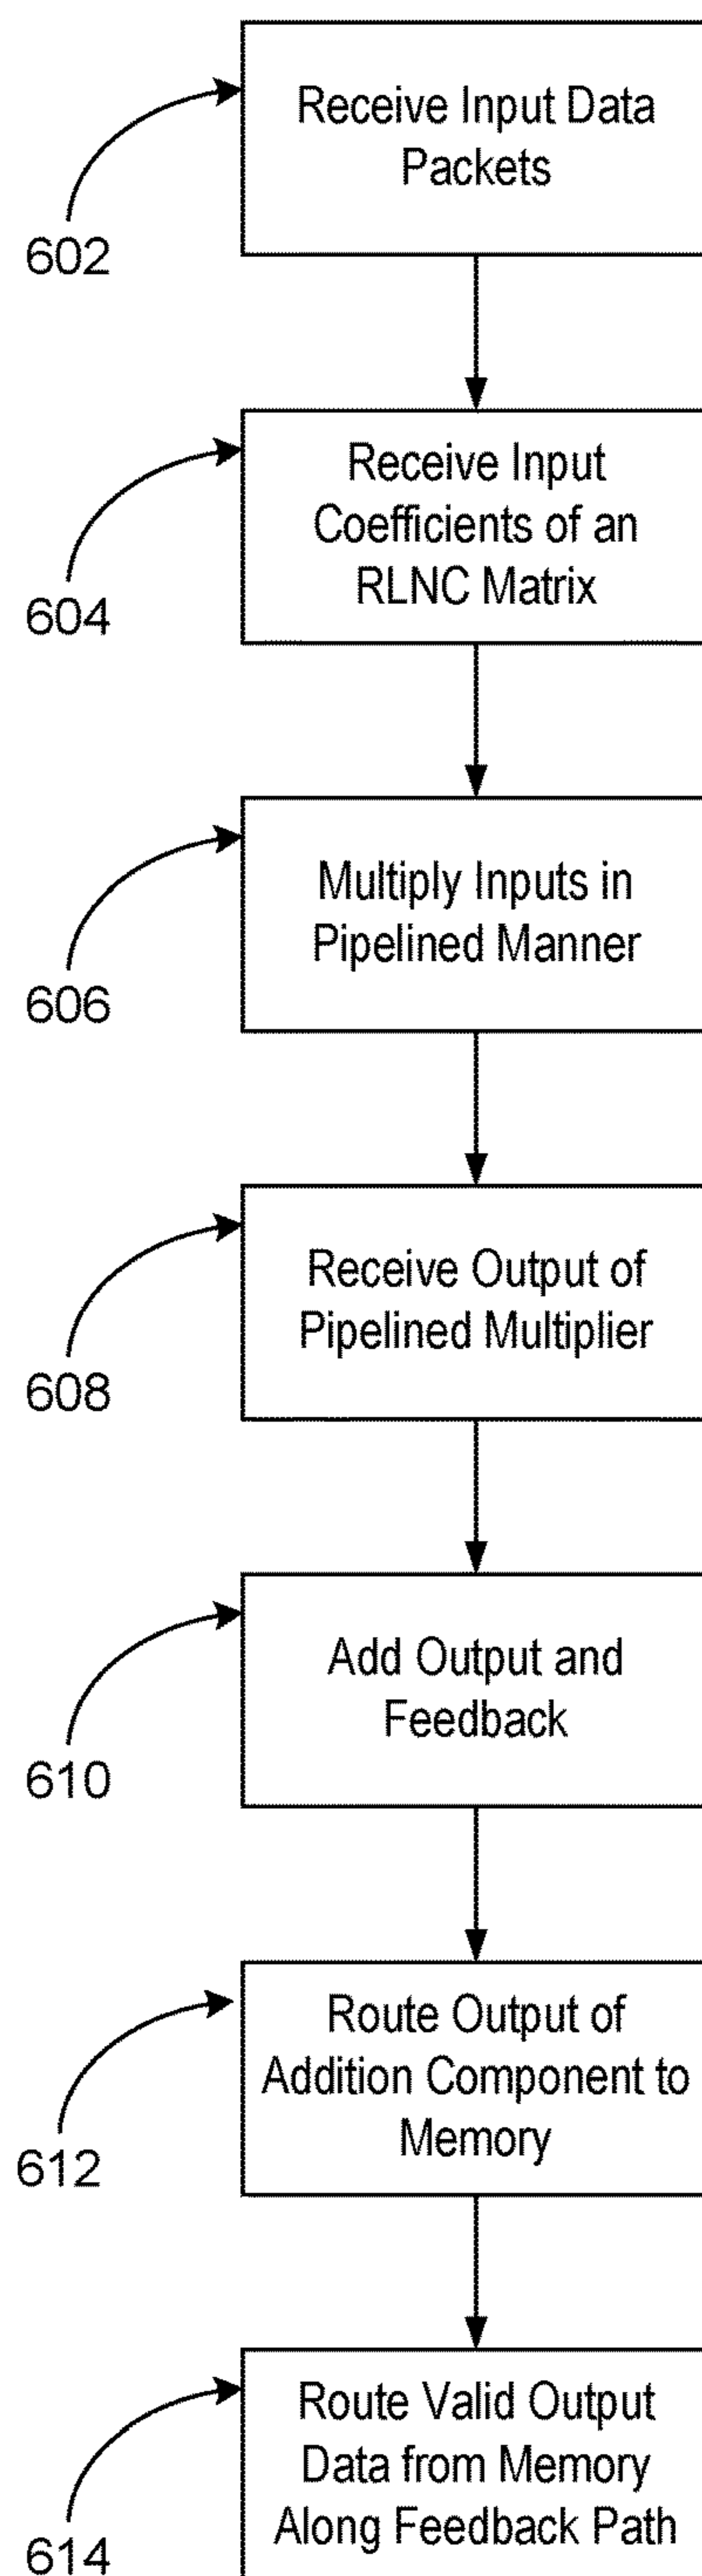 Receive Input Data
Packets
602
Receive Input
Coefficients of an
RLNC Matrix
604
Multiply Inputs in
Pipelined Manner
606
Receive Output of
Pipelined Multiplier
608
Add Output and
Feedback
610
Route Output of
Addition Component to
Memory
612
Route Valid Output
Data from Memory
Along Feedback Path
614